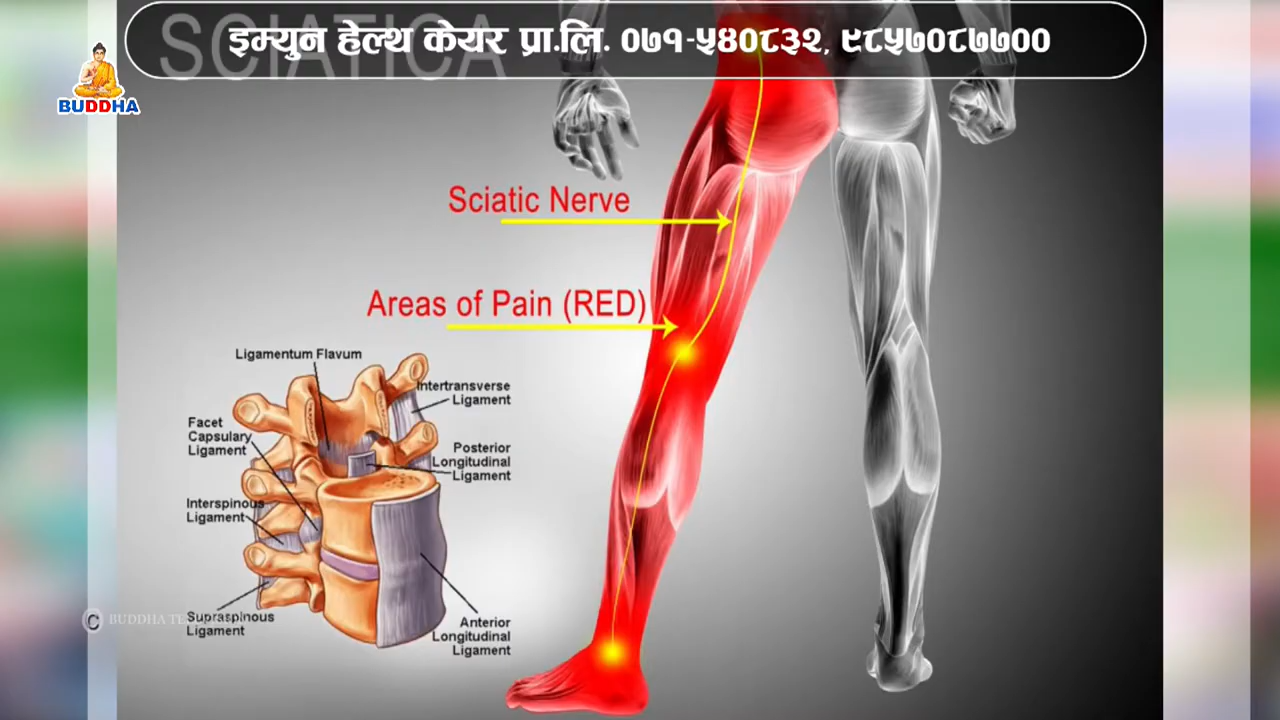 SCIATICA
इम्युन हेल्थ केयर प्रा.लि. ०७१-५४०८३२, ९८५७०८७७००
BUDDHA
Sciatic Nerve
Areas of Pain (RED)
Ligamentum Flavum
Intertransverse
Ligament
Facet
Capsulary
Ligament
Posterior
Longitudinal
Ligament
Interspinous
Ligament
Supraspinous
Ligament
Anterior
Longitudinal
Ligament
© BUDDHA